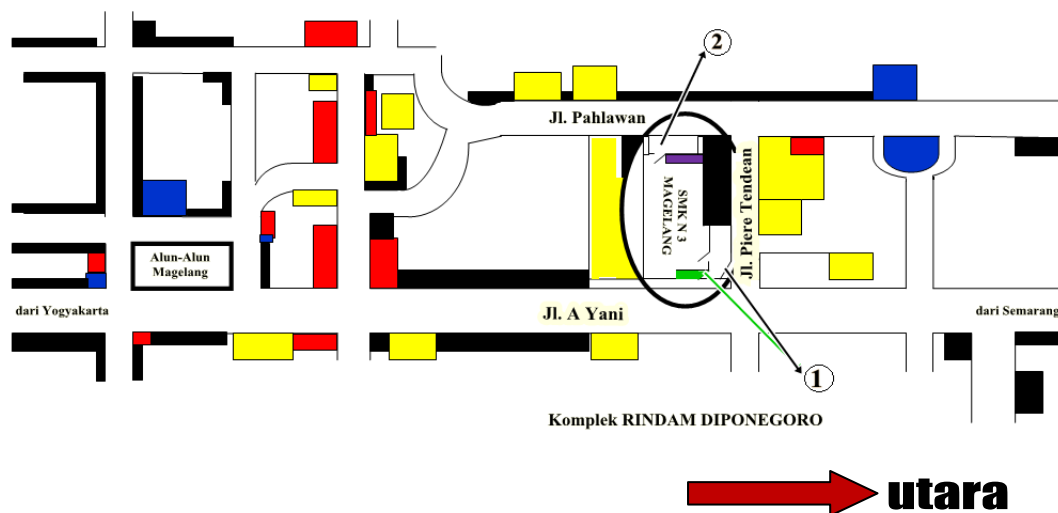 2
Jl. Pahlawan
SMK N 3
MAGELANG
Jl. Piere Tendean
Alun-Alun
Magelang
dari Yogyakarta
Jl. A Yani
dari Semarang
1
Komplek RINDAM DIPONEGORO
utara